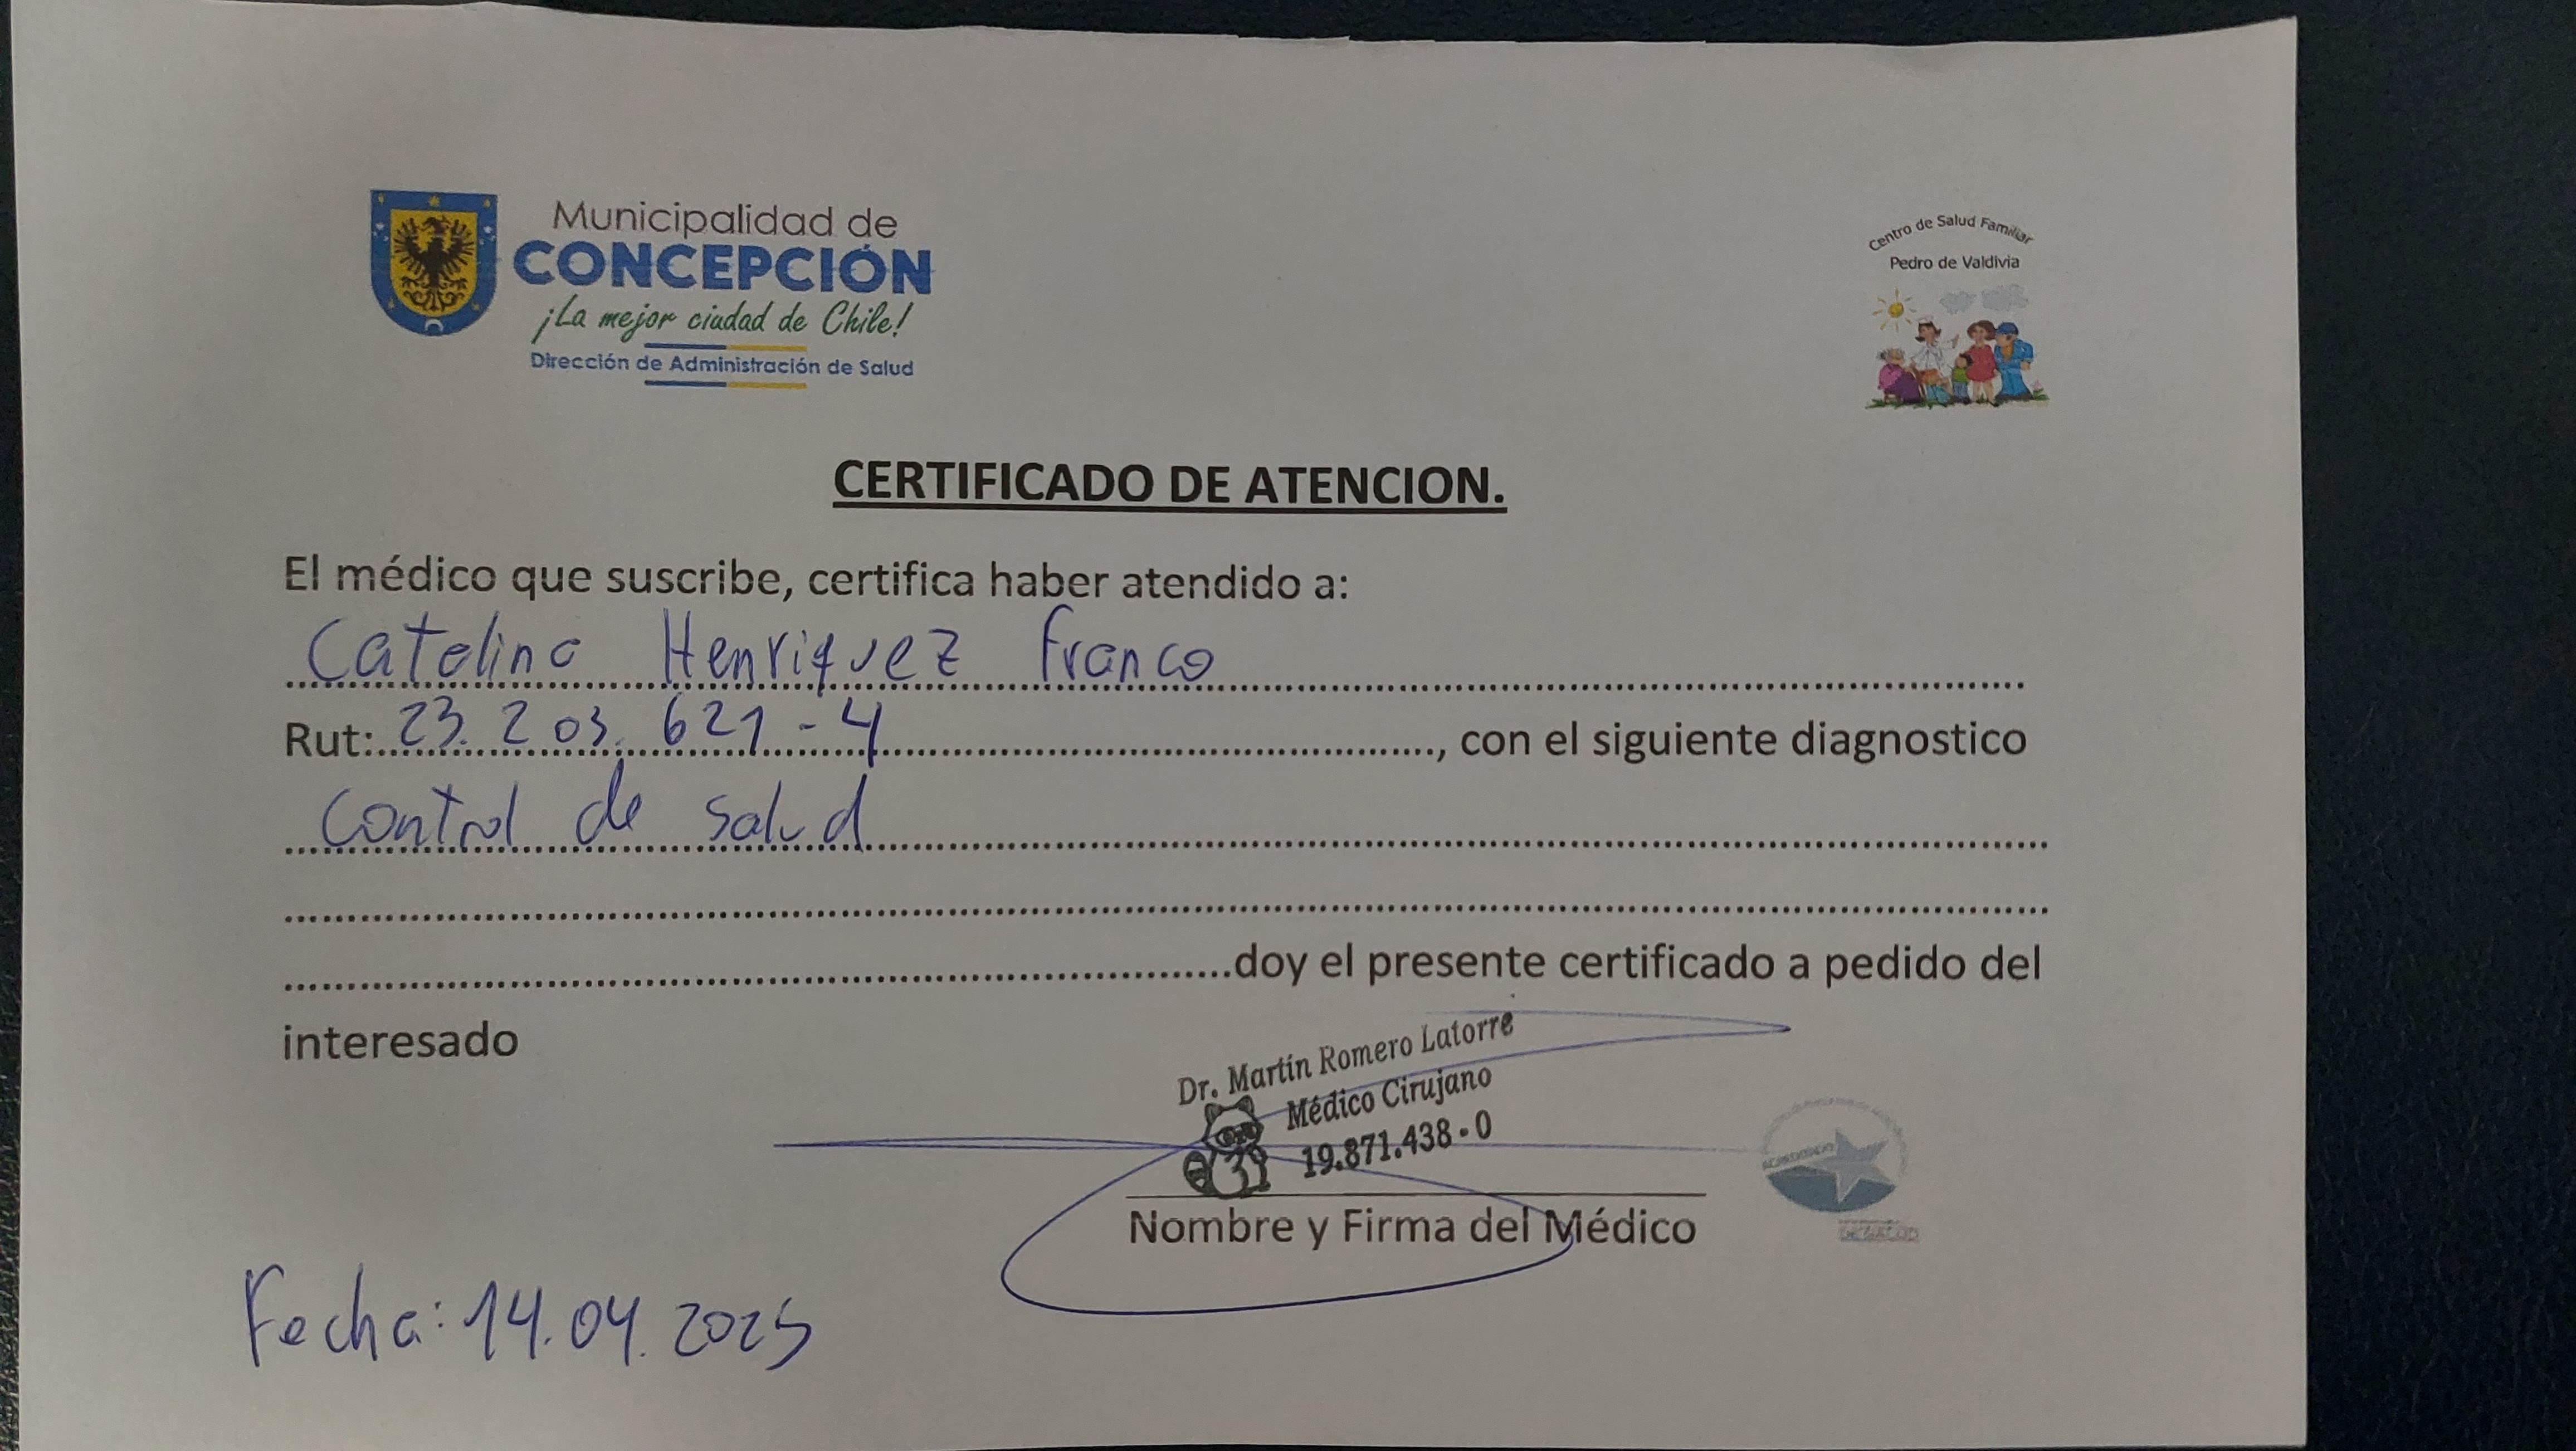 Municipalidad de
CONCEPCIÓN
¡La mejor ciudad de Chile!
Dirección de Administración de Salud
Centro de Salud Familiar
Pedro de Valdivia
CERTIFICADO DE ATENCION.
El médico que suscribe, certifica haber atendido a:
Catalina Henriquez Franco
Rut: 23.203.621-4, con el siguiente diagnostico
Control de salud
doy el presente certificado a pedido del
interesado
Dr. Martín Romero Latorre
Médico Cirujano
19.871.438-0
Nombre y Firma del Médico
DE SALUD
Fecha: 14.04.2025